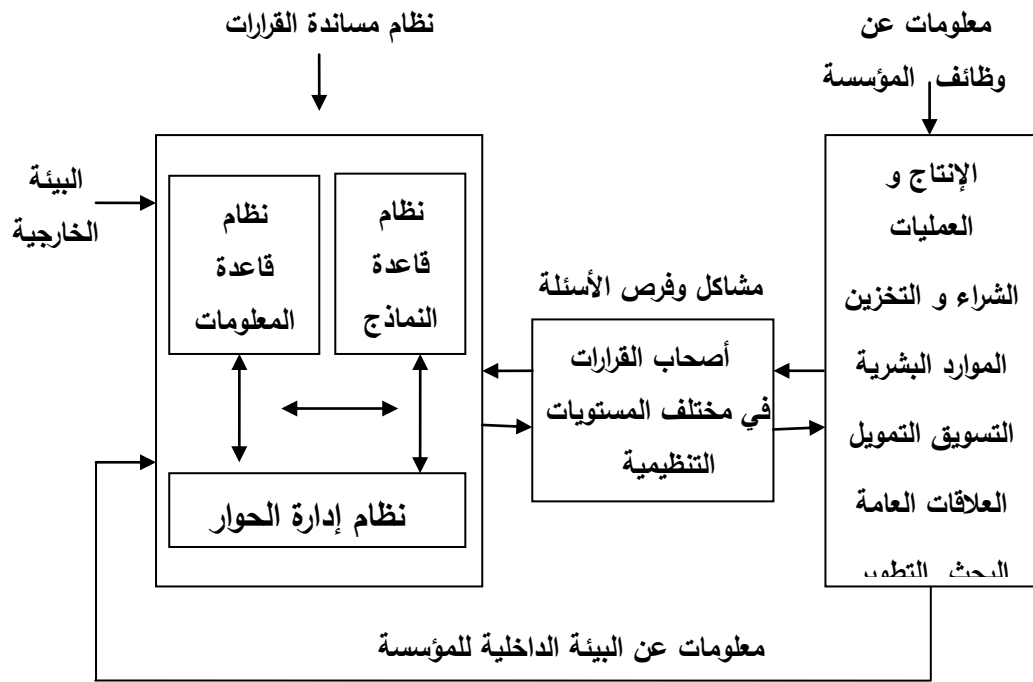 نظام مساندة القرارات
معلومات عن
وظائف المؤسسة
البيئة
الخارجية
نظام
قاعدة
المعلومات
نظام
قاعدة
النماذج
نظام إدارة الحوار
مشاكل وفرص الأسئلة
أصحاب القرارات
في مختلف المستويات
التنظيمية
الإنتاج و
العمليات
الشراء و التخزين
الموارد البشرية
التسويق التمويل
العلاقات العامة
البحث التطوير
معلومات عن البيئة الداخلية للمؤسسة